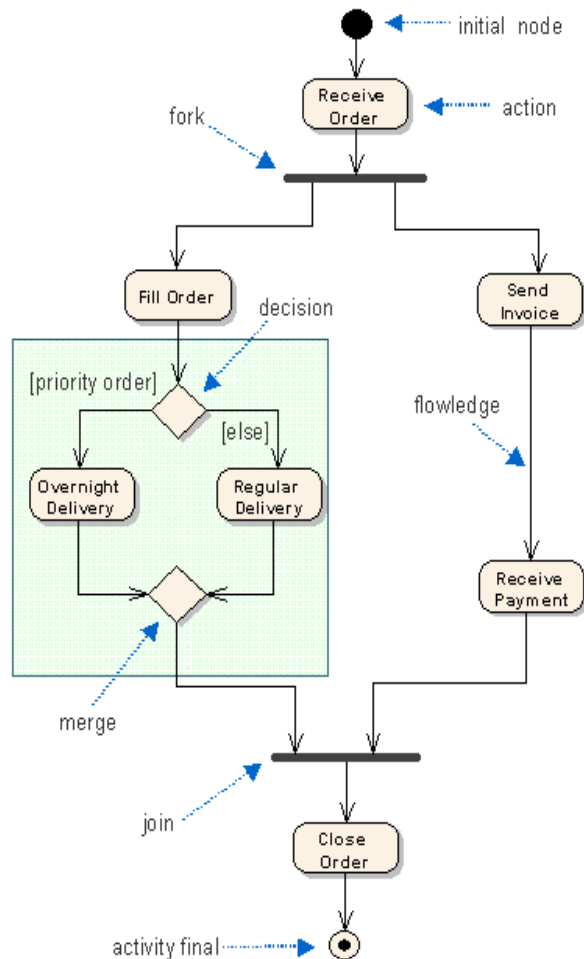 initial node
Receive
Order
action
fork
Fill Order
Send
Invoice
decision
[priority order]
[else]
flowledge
Overnight
Delivery
Regular
Delivery
Receive
Payment
merge
join
Close
Order
activity final